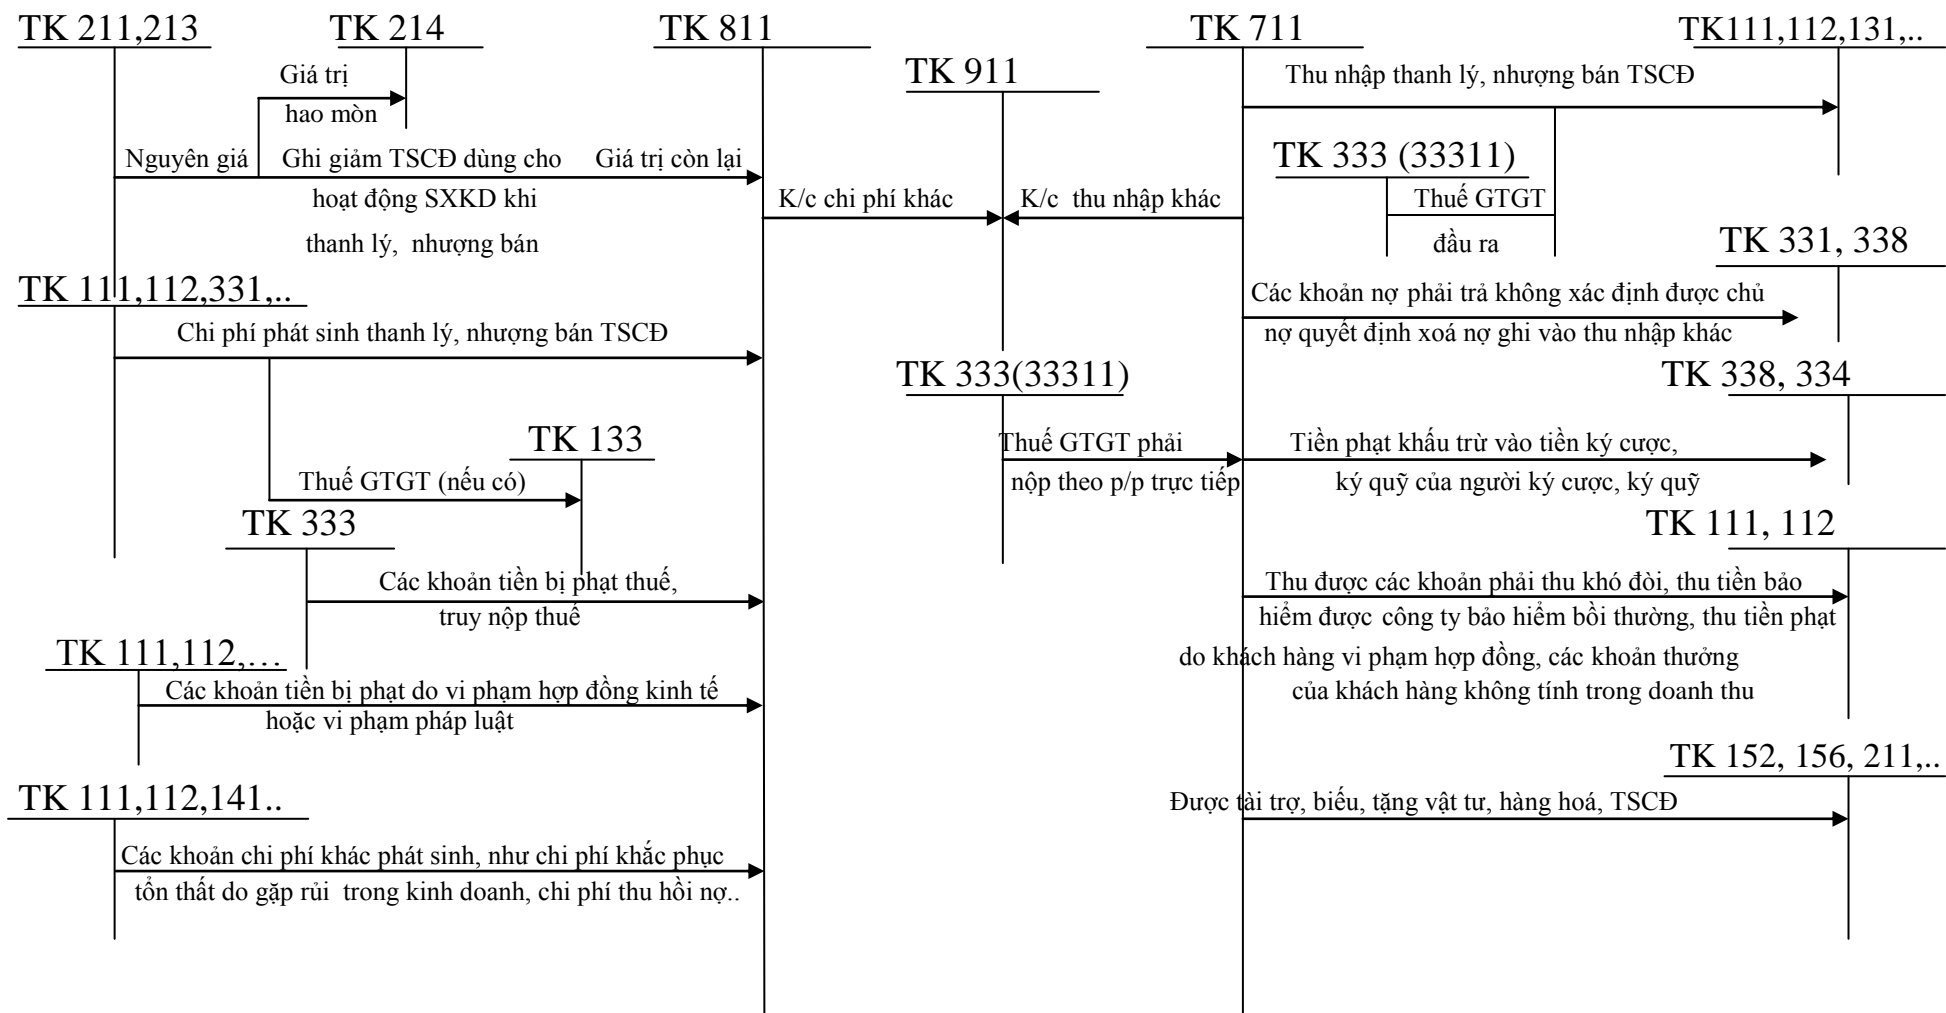 TK 211,213
TK 214
TK 811
TK 711
TK111,112,131,..
Giá trị
hao mòn
TK 911
Thu nhập thanh lý, nhượng bán TSCĐ
Nguyên giá
Ghi giảm TSCĐ dùng cho
Giá trị còn lại
TK 333 (33311)
hoạt động SXKD khi
thanh lý, nhượng bán
K/c chi phí khác
K/c thu nhập khác
Thuế GTGT
đầu ra
TK 331, 338
TK 111,112,331,..
Các khoản nợ phải trả không xác định được chủ
nợ quyết định xoá nợ ghi vào thu nhập khác
Chi phí phát sinh thanh lý, nhượng bán TSCĐ
TK 333(33311)
TK 338, 334
TK 133
Thuế GTGT phải
nộp theo p/p trực tiếp
Tiền phạt khấu trừ vào tiền ký cược,
ký quỹ của người ký cược, ký quỹ
Thuế GTGT (nếu có)
TK 333
TK 111, 112
Các khoản tiền bị phạt thuế,
truy nộp thuế
Thu được các khoản phải thu khó đòi, thu tiền bảo
hiểm được công ty bảo hiểm bồi thường, thu tiền phạt
do khách hàng vi phạm hợp đồng, các khoản thưởng
của khách hàng không tính trong doanh thu
TK 111,112,…
Các khoản tiền bị phạt do vi phạm hợp đồng kinh tế
hoặc vi phạm pháp luật
TK 152, 156, 211,..
TK 111,112,141..
Được tài trợ, biếu, tặng vật tư, hàng hoá, TSCĐ
Các khoản chi phí khác phát sinh, như chi phí khắc phục
tổn thất do gặp rủi trong kinh doanh, chi phí thu hồi nợ..